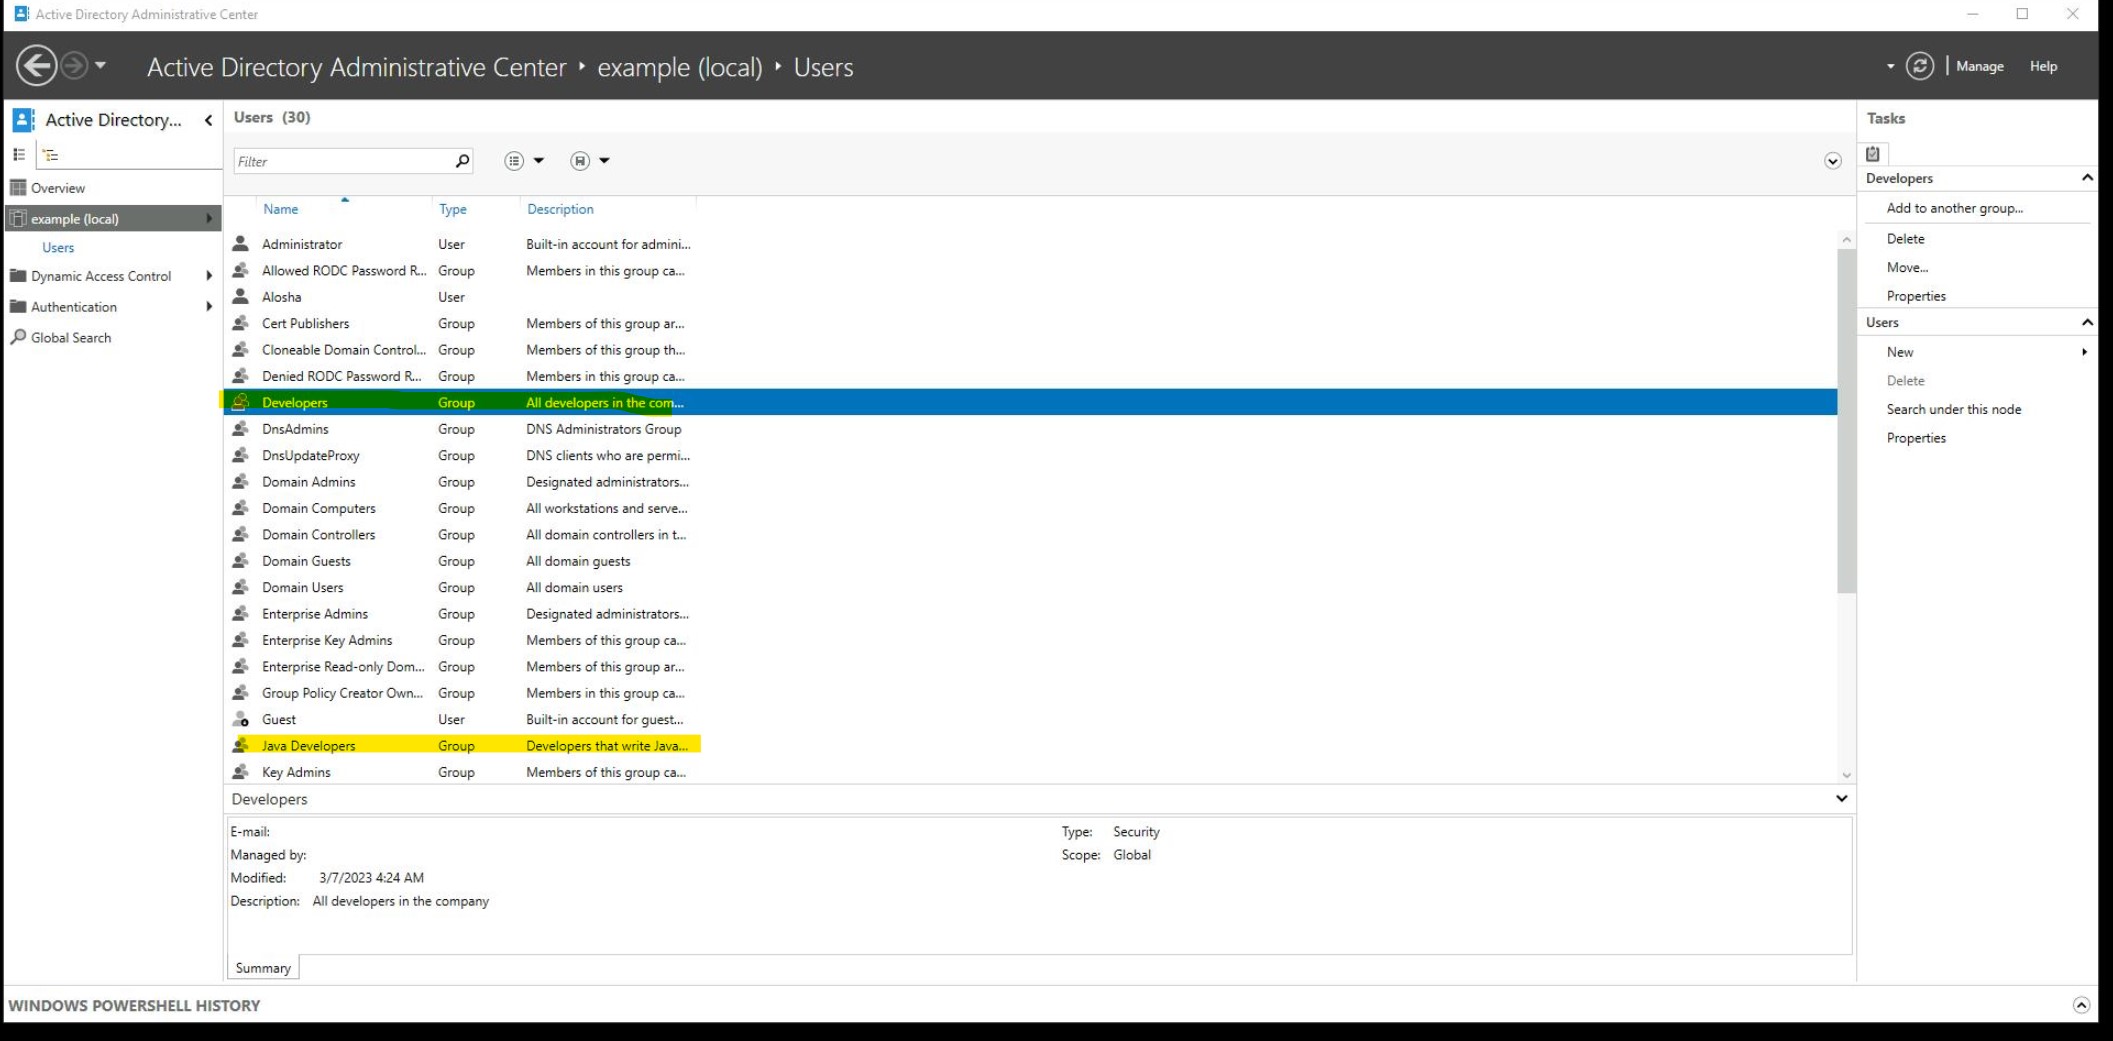 Active Directory Administrative Center
Active Directory Administrative Center • example (local) • Users
Manage Help
Active Directory...
Overview
example (local)
Users
Dynamic Access Control
Authentication
Global Search
Users (30)
Filter
Name Type Description
Administrator User Built-in account for admini...
Allowed RODC Password R... Group Members in this group ca...
Alosha User
Cert Publishers Group Members of this group ar...
Cloneable Domain Control... Group Members of this group th...
Denied RODC Password R... Group Members in this group ca...
Developers Group All developers in the com...
DnsAdmins Group DNS Administrators Group
DnsUpdateProxy Group DNS clients who are permi...
Domain Admins Group Designated administrators...
Domain Computers Group All workstations and serve...
Domain Controllers Group All domain controllers in t...
Domain Guests Group All domain guests
Domain Users Group All domain users
Enterprise Admins Group Designated administrators...
Enterprise Key Admins Group Members of this group ca...
Enterprise Read-only Dom... Group Members of this group ar...
Group Policy Creator Own... Group Members in this group ca...
Guest User Built-in account for guest...
Java Developers Group Developers that write Java...
Key Admins Group Members of this group ca...
Developers
E-mail:
Managed by:
Modified: 3/7/2023 4:24 AM
Description: All developers in the company
Type: Security
Scope: Global
Summary
Tasks
Developers
Add to another group...
Delete
Move...
Properties
Users
New
Delete
Search under this node
Properties
WINDOWS POWERSHELL HISTORY